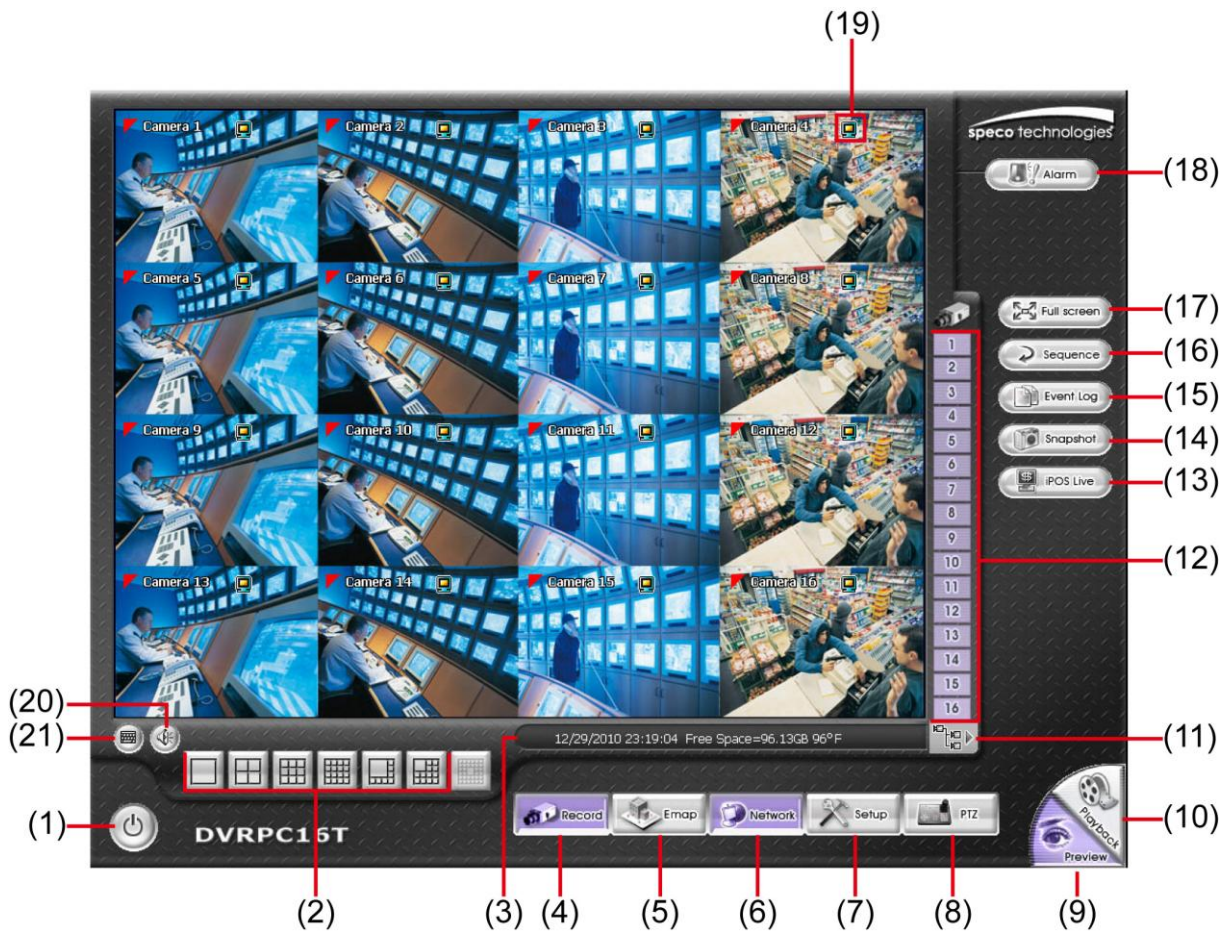 (19)
Camera 1
Camera 2
Camera 3
Camera 4
speco technologies
(18)
Alarm
Camera 5
Camera 6
Camera 7
Camera 8
(17)
Full screen
1
(16)
Sequence
2
(15)
Event Log
3
4
(14)
Snapshot
5
Camera 9
Camera 10
Camera 11
Camera 12
6
(13)
iPOS Live
7
8
9
10
(12)
11
Camera 13
Camera 14
Camera 15
Camera 16
12
13
14
15
16
(20)
(21)
12/29/2010 23:19:04 Free Space=96.13GB 96°F
(11)
(1)
DVRPC16T
Record
Emap
Network
Setup
PTZ
Playback
(10)
Preview
(2)
(3)
(4)
(5)
(6)
(7)
(8)
(9)